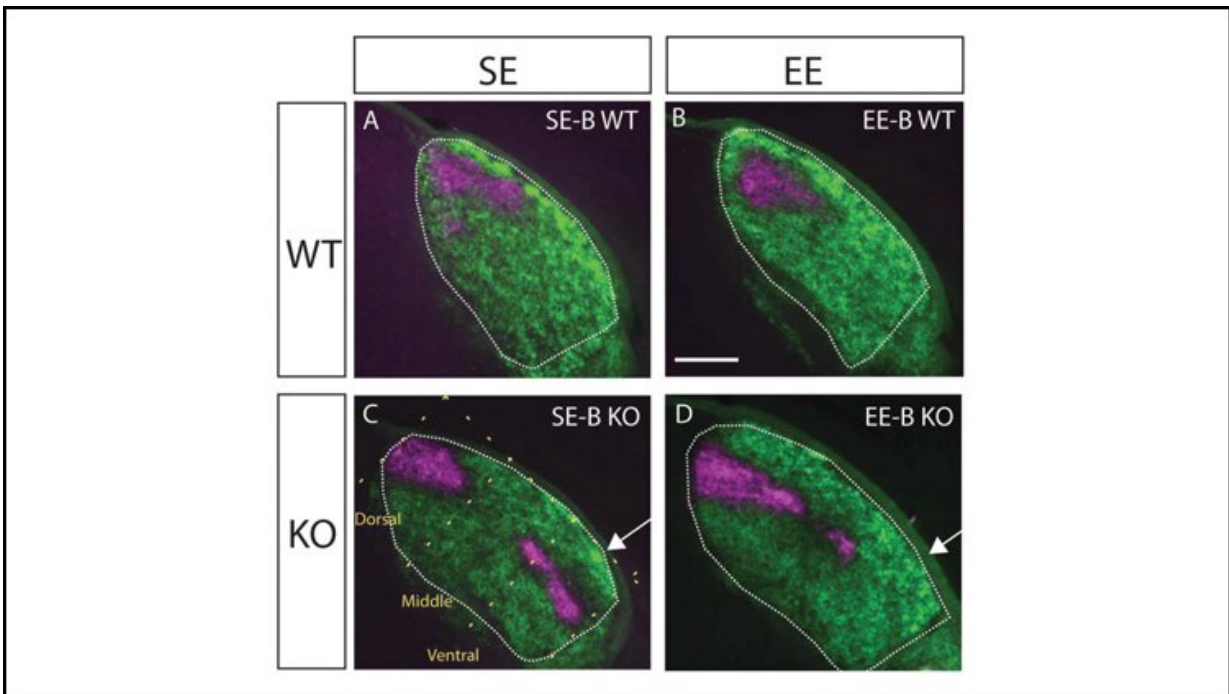 SE
EE
WT
A
SE-B WT
B
EE-B WT
KO
C
SE-B KO
Dorsal
Middle
Ventral
D
EE-B KO